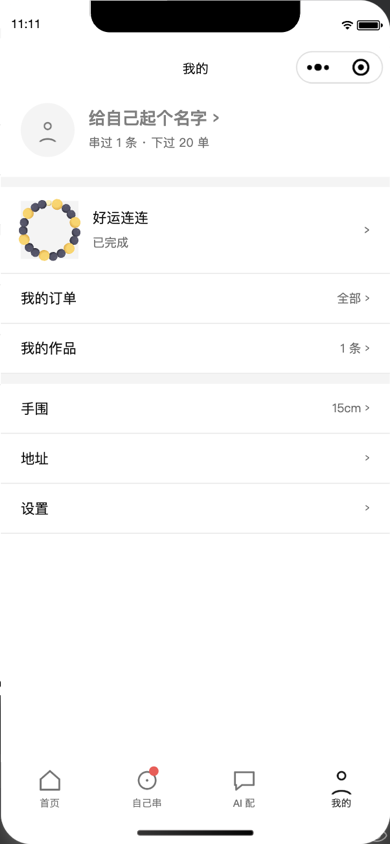 11:11
我的
给自己起个名字 >
串过 1 条 · 下过 20 单
好运连连
已完成
我的订单 全部 >
我的作品 1 条 >
手围 15cm >
地址 >
设置 >
首页 自己串 AI 配 我的